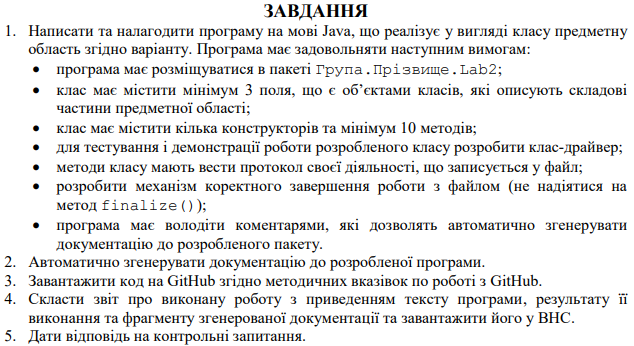 ЗАВДАННЯ
1. Написати та налагодити програму на мові Java, що реалізує у вигляді класу предметну
область згідно варіанту. Програма має задовольняти наступним вимогам:
• програма має розміщуватися в пакеті Група.Прізвище.Lab2;
• клас має містити мінімум 3 поля, що є об’єктами класів, які описують складові
частини предметної області;
• клас має містити кілька конструкторів та мінімум 10 методів;
• для тестування і демонстрації роботи розробленого класу розробити клас-драйвер;
• методи класу мають вести протокол своєї діяльності, що записується у файл;
• розробити механізм коректного завершення роботи з файлом (не надіятися на
метод finalize());
• програма має володіти коментарями, які дозволять автоматично згенерувати
документацію до розробленого пакету.
2. Автоматично згенерувати документацію до розробленої програми.
3. Завантажити код на GitHub згідно методичних вказівок по роботі з GitHub.
4. Скласти звіт про виконану роботу з приведенням тексту програми, результату її
виконання та фрагменту згенерованої документації та завантажити його у ВНС.
5. Дати відповідь на контрольні запитання.